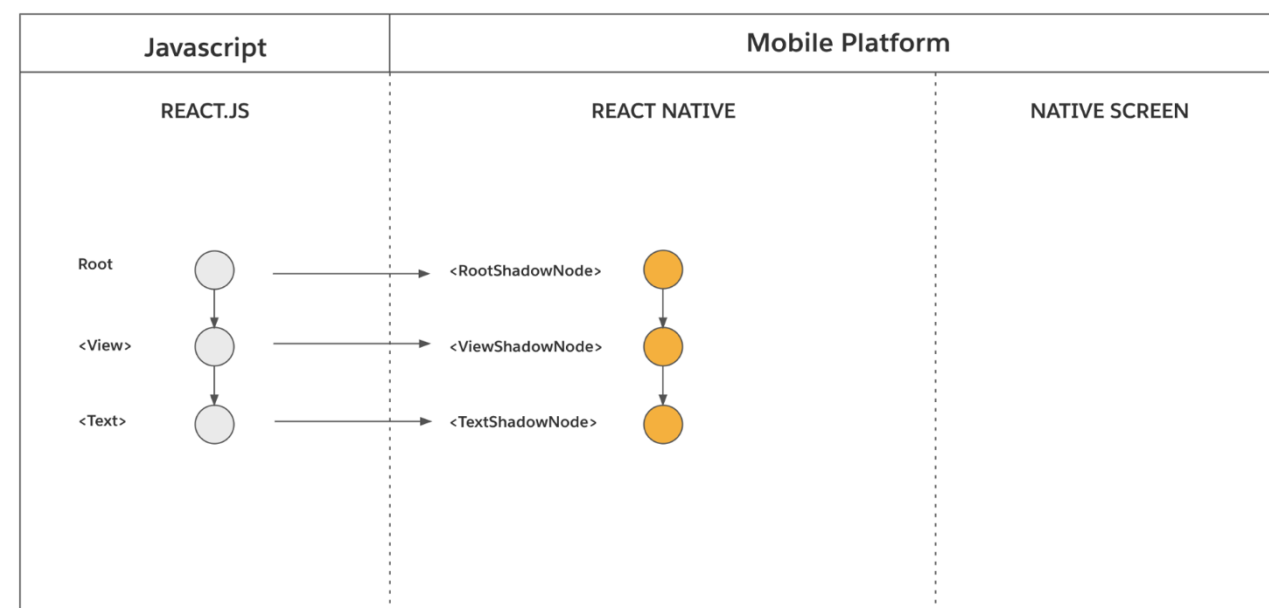 Javascript
Mobile Platform
REACT.JS
REACT NATIVE
NATIVE SCREEN
Root
<RootShadowNode>
<View>
<ViewShadowNode>
<Text>
<TextShadowNode>